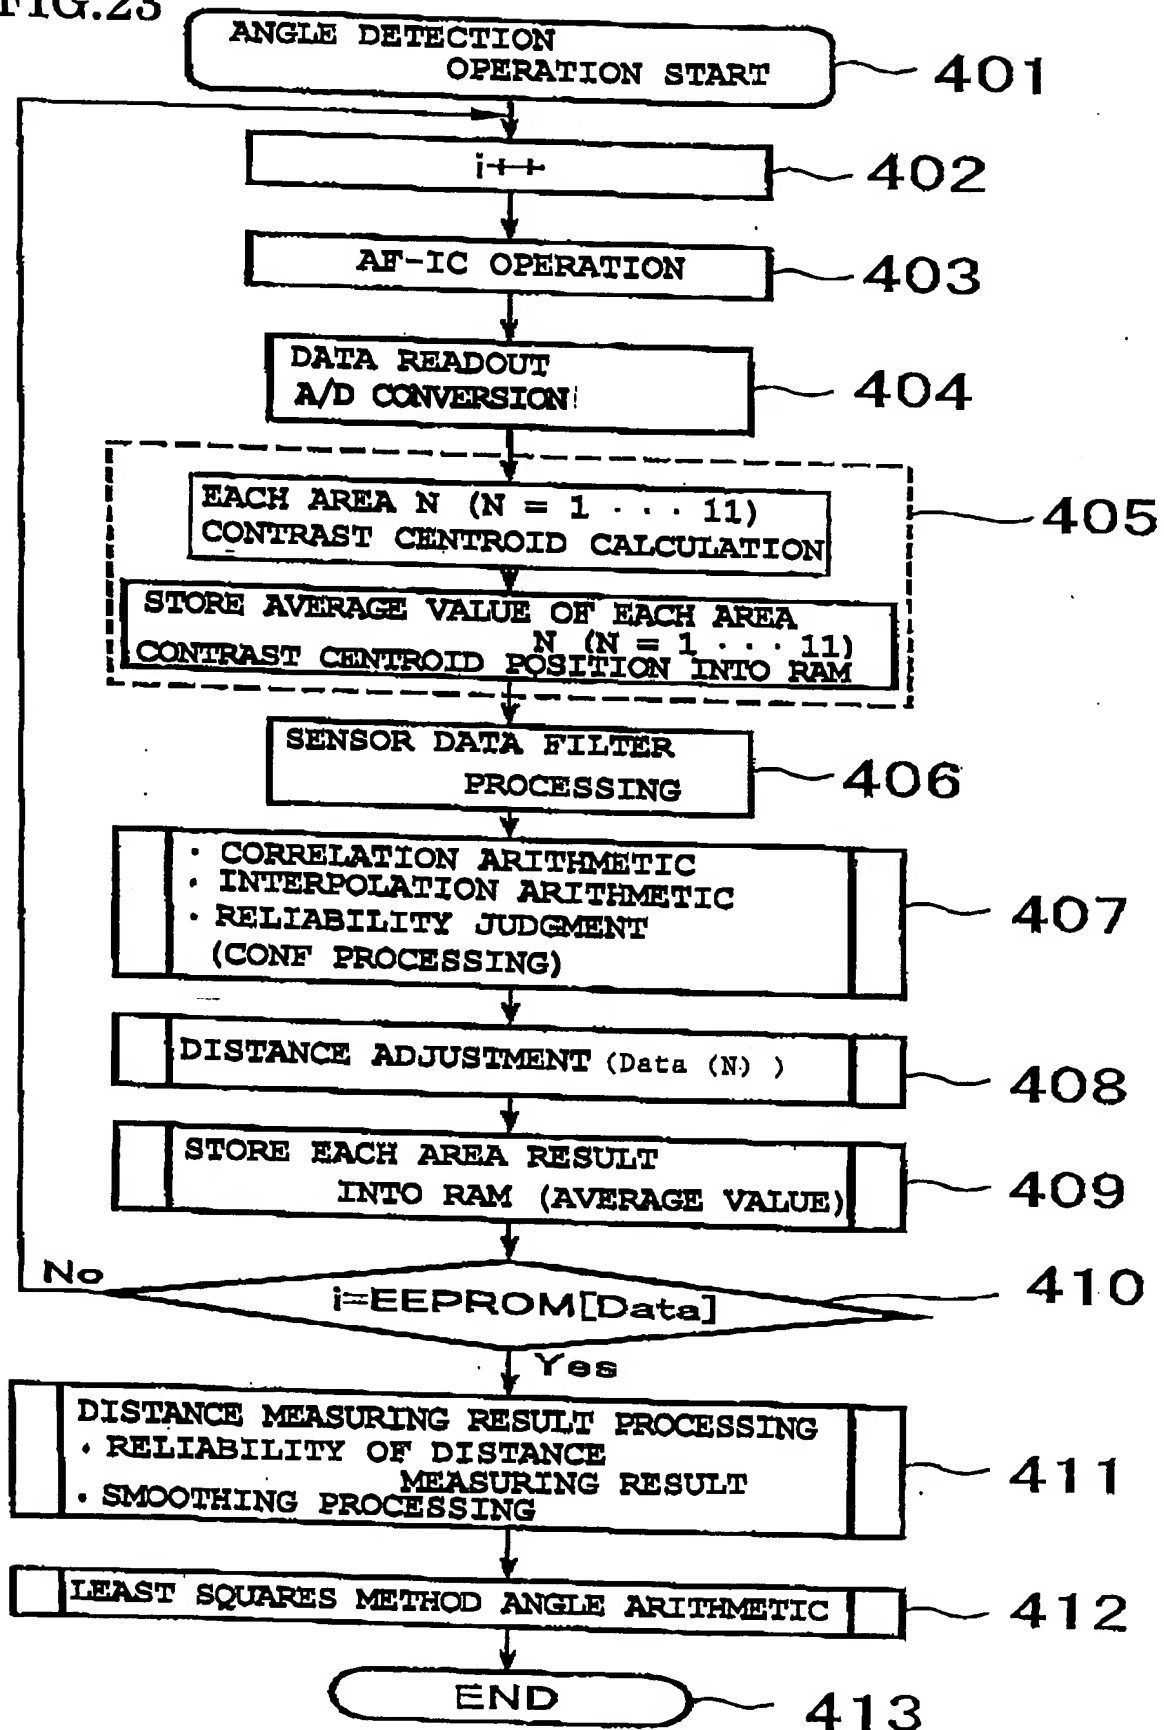 FIG.23
ANGLE DETECTION
OPERATION START
401
i++
402
AF-IC OPERATION
403
DATA READOUT
A/D CONVERSION
404
EACH AREA N (N = 1 ··· 11)
CONTRAST CENTROID CALCULATION
405
STORE AVERAGE VALUE OF EACH AREA
N (N = 1 ··· 11)
CONTRAST CENTROID POSITION INTO RAM
SENSOR DATA FILTER
PROCESSING
406
· CORRELATION ARITHMETIC
· INTERPOLATION ARITHMETIC
· RELIABILITY JUDGMENT
(CONF PROCESSING)
407
DISTANCE ADJUSTMENT (Data (N) )
408
STORE EACH AREA RESULT
INTO RAM (AVERAGE VALUE)
409
No
i=EEPROM[Data]
410
Yes
DISTANCE MEASURING RESULT PROCESSING
· RELIABILITY OF DISTANCE
MEASURING RESULT
· SMOOTHING PROCESSING
411
LEAST SQUARES METHOD ANGLE ARITHMETIC
412
END
413